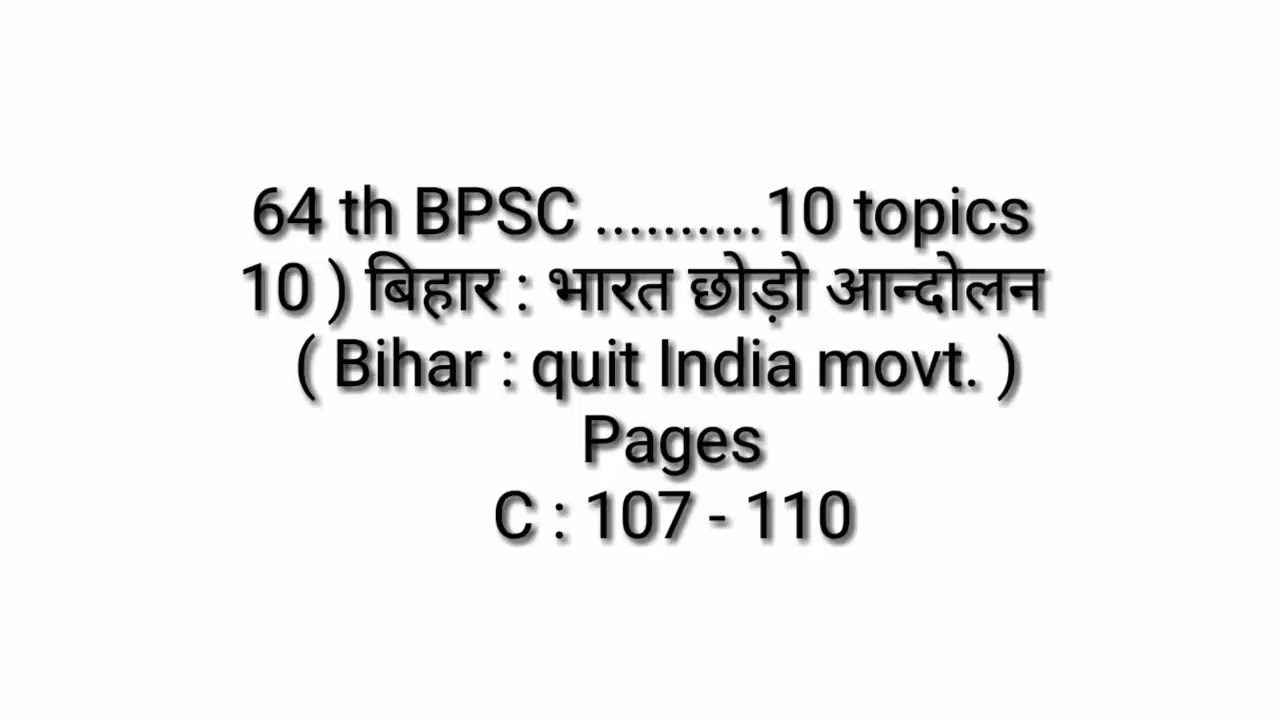 64 th BPSC ..........10 topics
10 ) बिहार : भारत छोड़ो आन्दोलन
( Bihar : quit India movt. )
Pages
C : 107 - 110